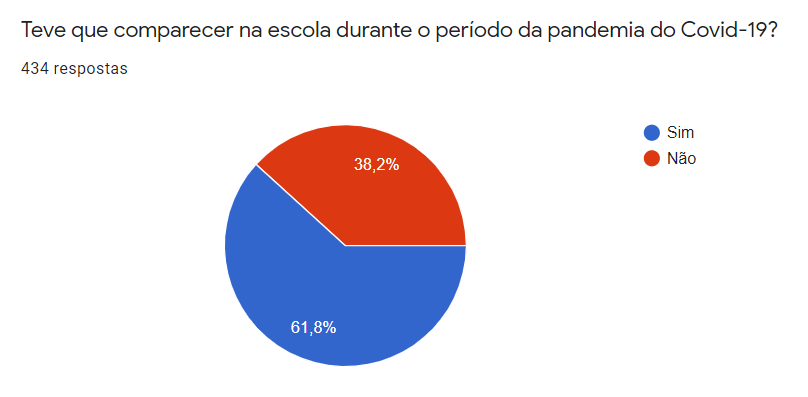 Teve que comparecer na escola durante o período da pandemia do Covid-19?
434 respostas
Sim
Não
38,2%
61,8%